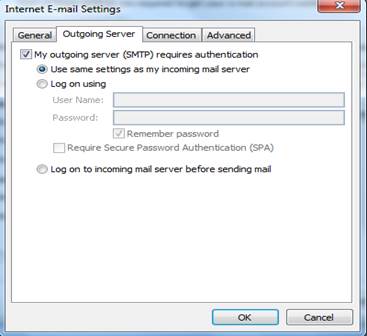 Internet E-mail Settings
General Outgoing Server Connection Advanced
My outgoing server (SMTP) requires authentication
Use same settings as my incoming mail server
Log on using
User Name:
Password:
Remember password
Require Secure Password Authentication (SPA)
Log on to incoming mail server before sending mail
OK Cancel